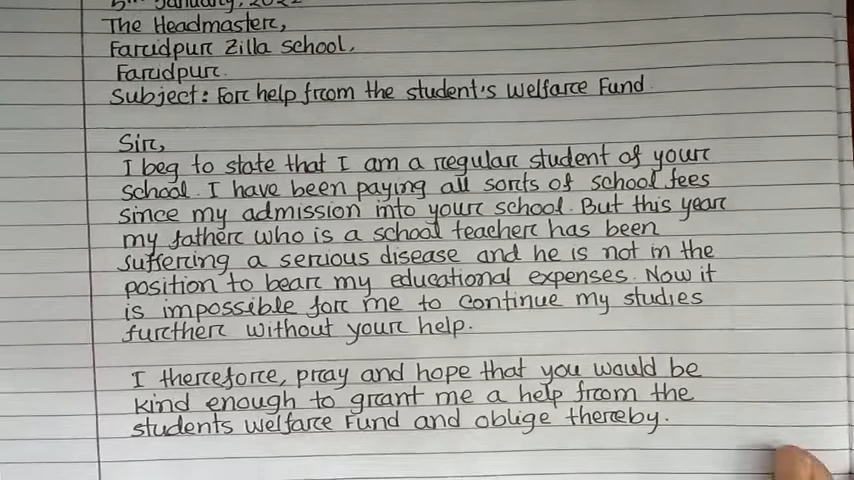 The Headmaster,
Faridpur Zilla School.
Faridpur.
Subject: For help from the student's Welfare Fund
Sir,
I beg to state that I am a regular student of your
school. I have been paying all sorts of school fees
since my admission into your school. But this year
my father who is a school teacher has been
suffering a serious disease and he is not in the
position to bear my educational expenses. Now it
is impossible for me to continue my studies
further without your help.
I therefore, pray and hope that you would be
kind enough to grant me a help from the
students welfare Fund and oblige thereby.